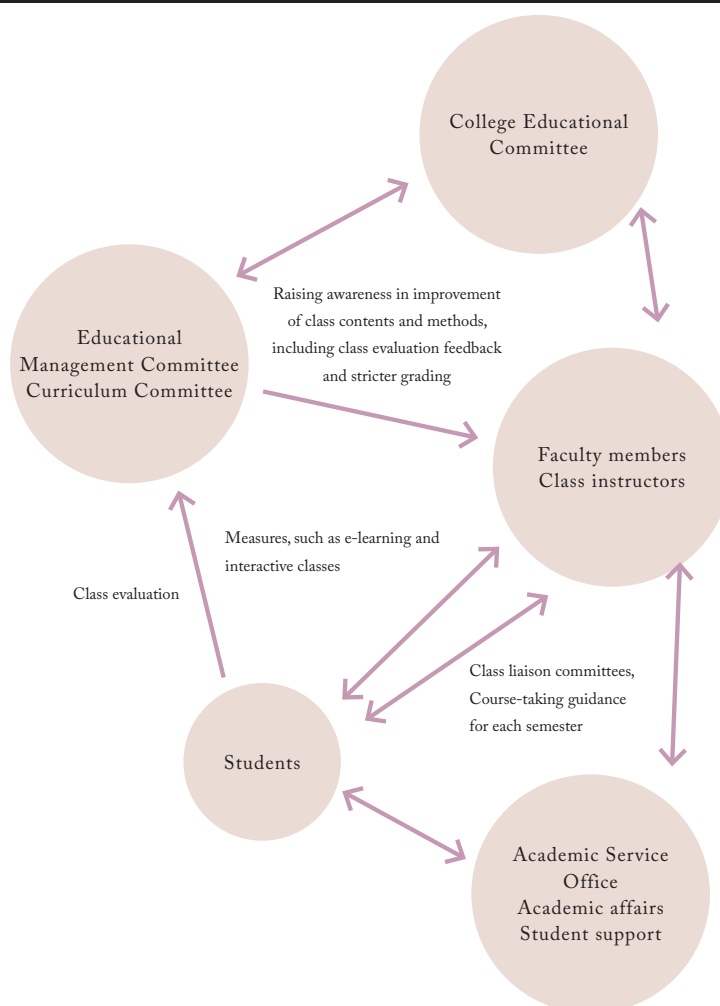 College Educational
Committee
Raising awareness in improvement
of class contents and methods,
including class evaluation feedback
and stricter grading
Educational
Management Committee
Curriculum Committee
Faculty members
Class instructors
Measures, such as e-learning and
interactive classes
Class evaluation
Class liaison committees,
Course-taking guidance
for each semester
Students
Academic Service
Office
Academic affairs
Student support